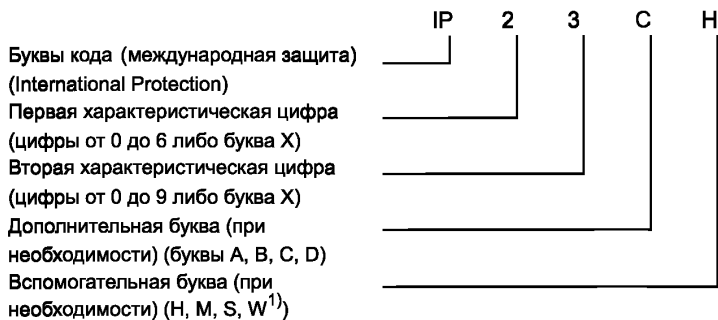 IP 2 3 C H
Буквы кода (международная защита)
(International Protection)
Первая характеристическая цифра
(цифры от 0 до 6 либо буква X)
Вторая характеристическая цифра
(цифры от 0 до 9 либо буква X)
Дополнительная буква (при
необходимости) (буквы A, B, C, D)
Вспомогательная буква (при
необходимости) (H, M, S, W¹⁾)